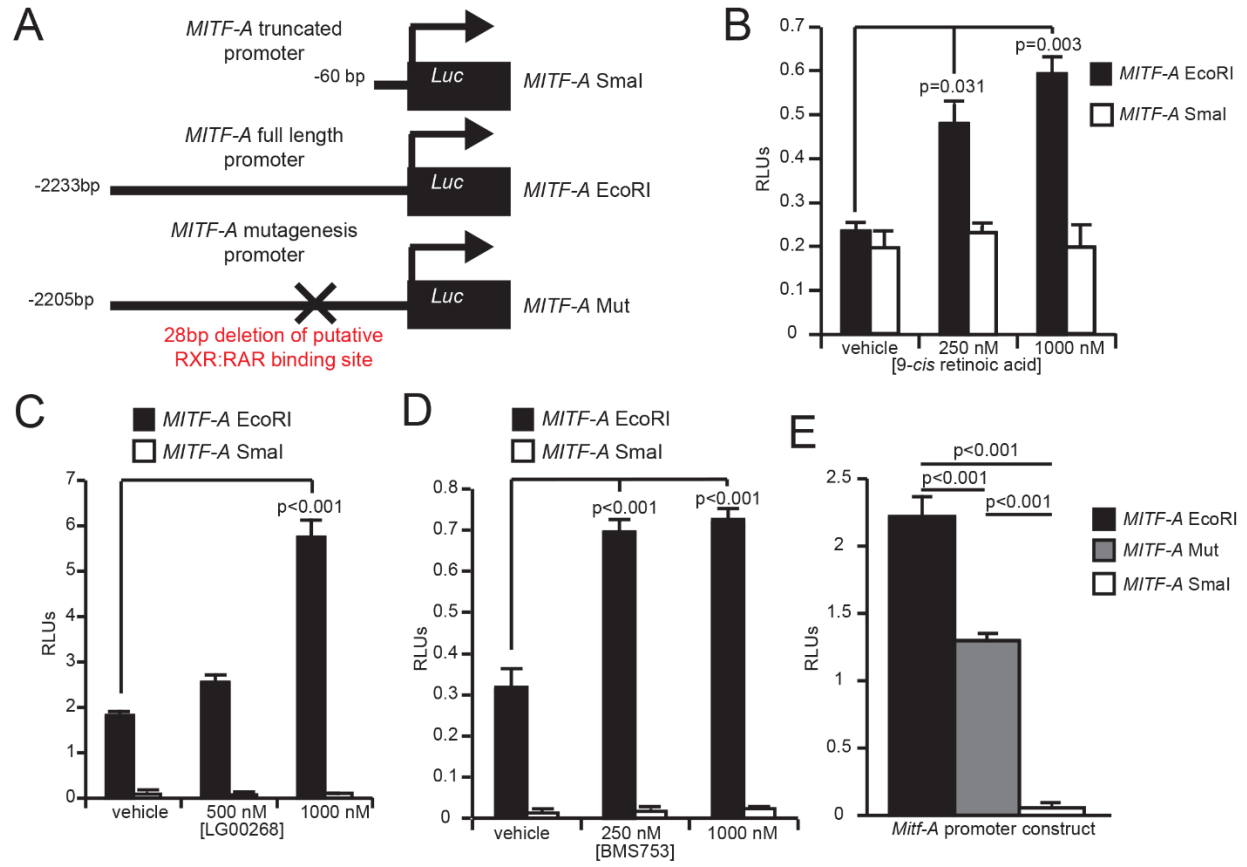 A
MITF-A truncated
promoter
-60 bp
Luc
MITF-A SmaI
MITF-A full length
promoter
-2233bp
Luc
MITF-A EcoRI
MITF-A mutagenesis
promoter
-2205bp
Luc
MITF-A Mut
28bp deletion of putative
RXR:RAR binding site
B
0.7
0.6
0.5
0.4
0.3
0.2
0.1
0
RLUs
p=0.031
p=0.003
MITF-A EcoRI
MITF-A SmaI
vehicle
250 nM
1000 nM
[9-cis retinoic acid]
C
MITF-A EcoRI
MITF-A SmaI
7
6
5
4
3
2
1
0
RLUs
p<0.001
vehicle
500 nM
1000 nM
[LG00268]
D
MITF-A EcoRI
MITF-A SmaI
0.8
0.7
0.6
0.5
0.4
0.3
0.2
0.1
0
RLUs
p<0.001
p<0.001
vehicle
250 nM
1000 nM
[BMS753]
E
p<0.001
p<0.001
p<0.001
2.5
2
1.5
1
0.5
0
RLUs
MITF-A EcoRI
MITF-A Mut
MITF-A SmaI
Mitf-A promoter construct